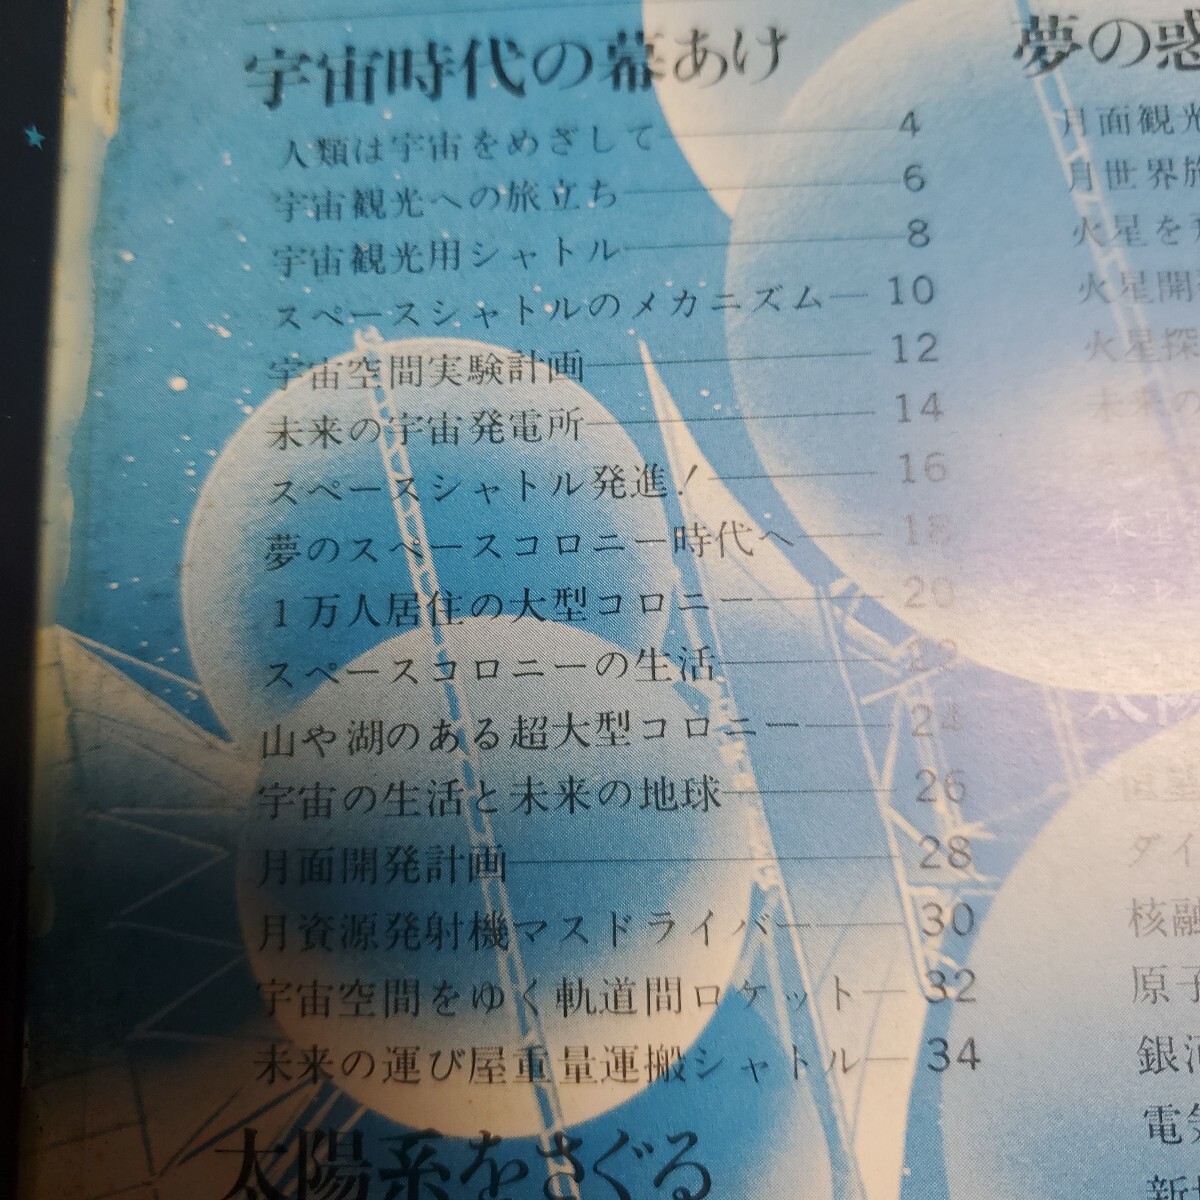 宇宙時代の幕あけ
人類は宇宙をめざして 4
宇宙観光への旅立ち 6
宇宙観光用シャトル 8
スペースシャトルのメカニズム 10
宇宙空間実験計画 12
未来の宇宙発電所 14
スペースシャトル発進! 16
夢のスペースコロニー時代へ 18
1万人居住の大型コロニー 20
スペースコロニーの生活
山や湖のある超大型コロニー 24
宇宙の生活と未来の地球 26
月面開発計画 28
月資源発射機マスドライバー 30
宇宙空間をゆく軌道間ロケット 32
未来の運び屋重量運搬シャトル 34
太陽系をさぐる
夢の惑
月面観光
月世界旅
火星を
火星開
火星探
未来の
太陽
恒星
ダイ
核融
原子
銀河
電気